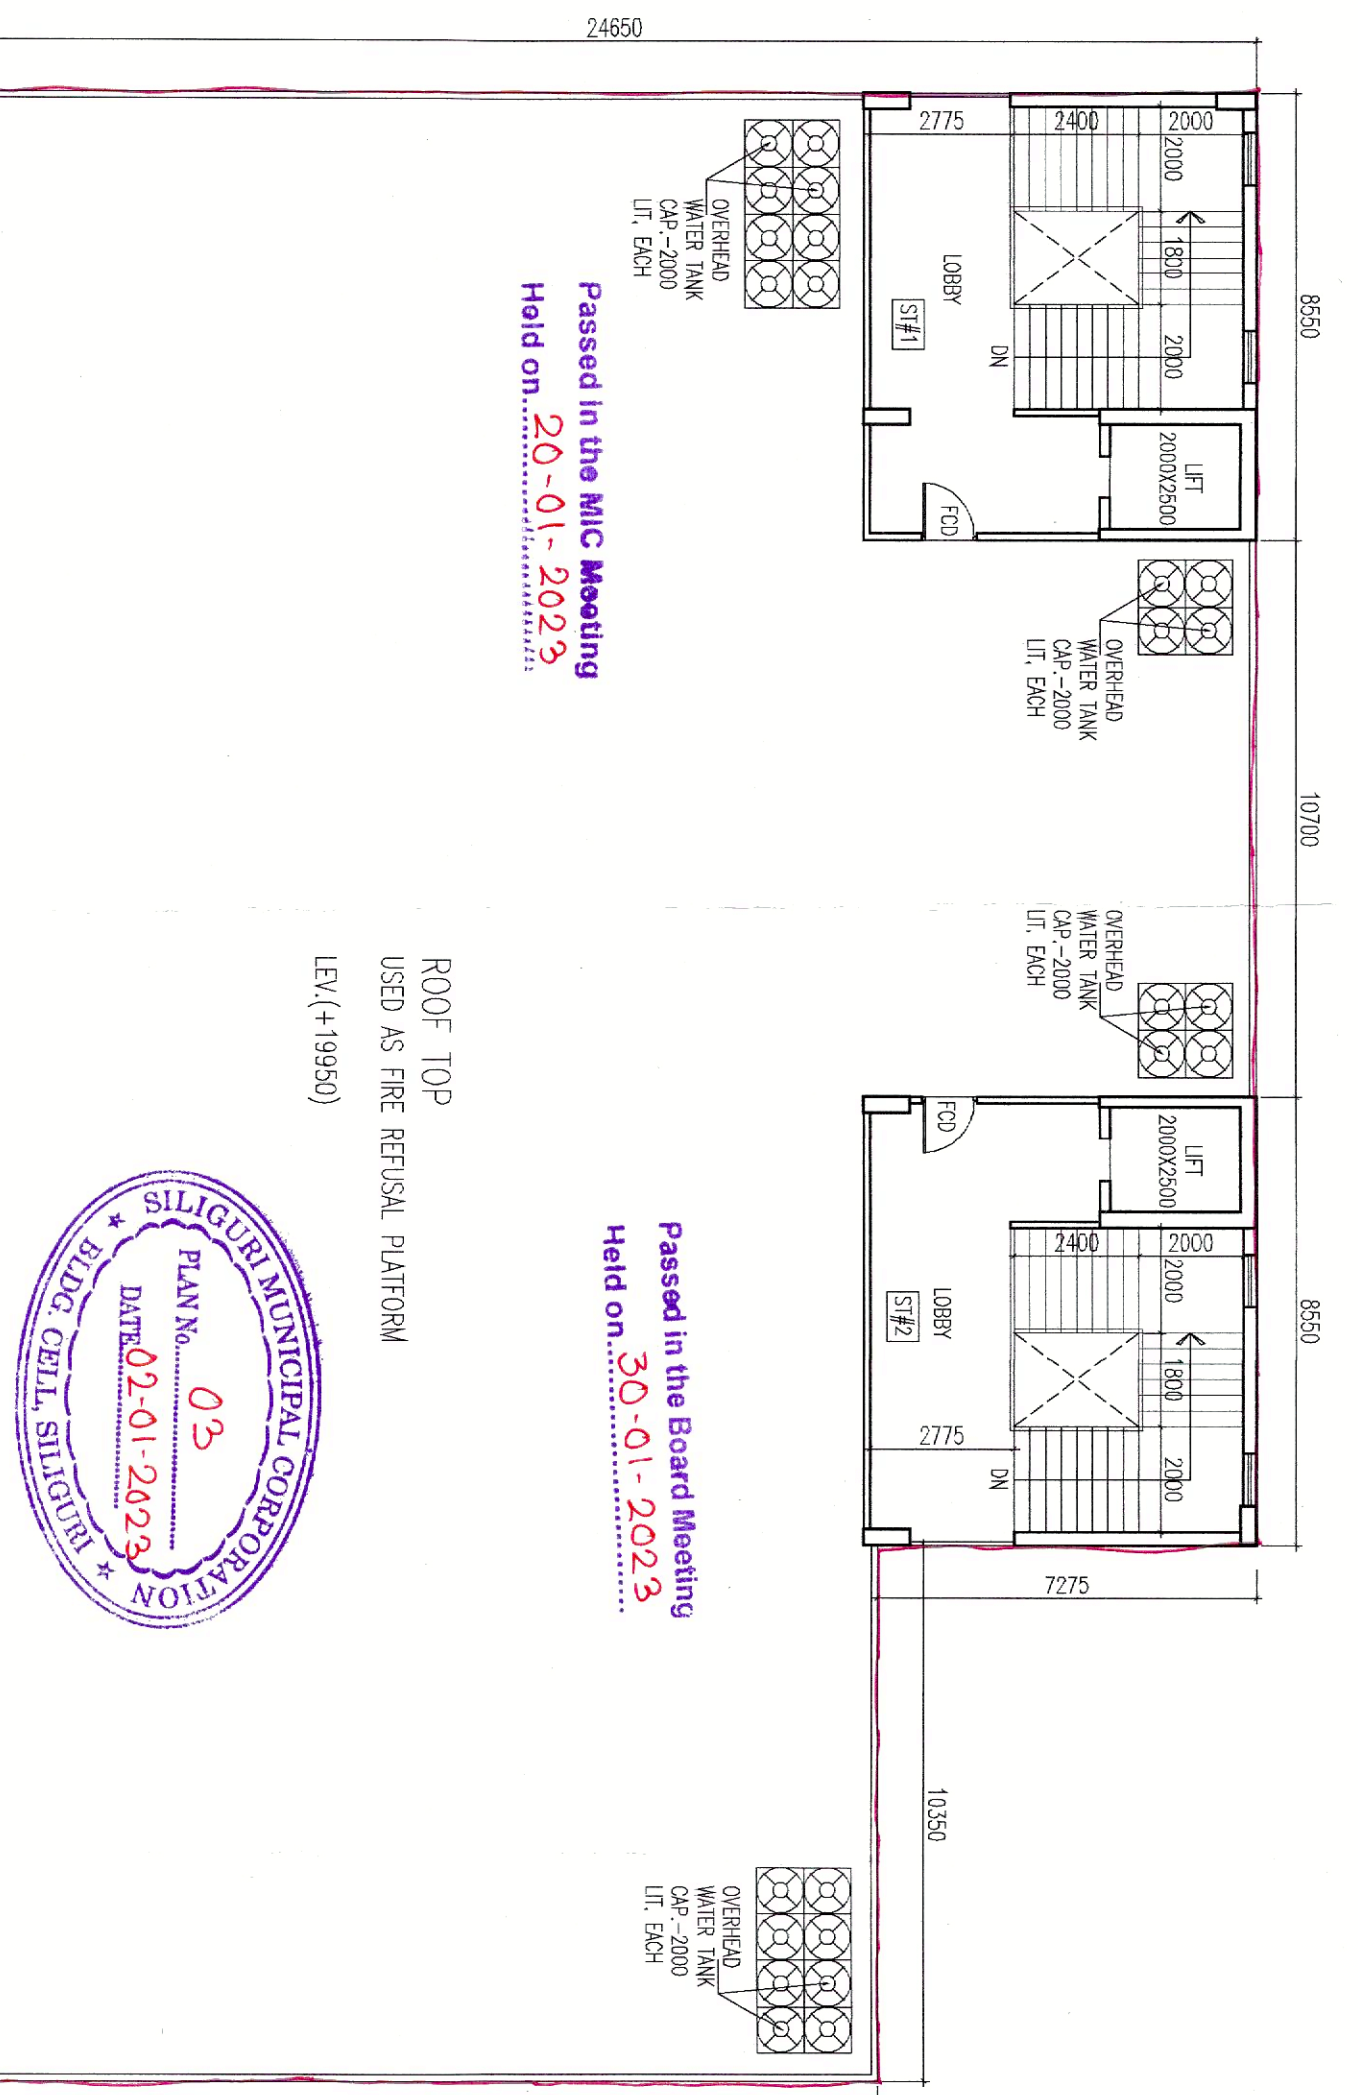 24650
8550
10700
8550
2775
2400
2000
2000
1800
2000
LOBBY
ST#1
DN
LIFT
2000X2500
FCD
OVERHEAD
WATER TANK
CAP.-2000
LIT. EACH
OVERHEAD
WATER TANK
CAP.-2000
LIT. EACH
OVERHEAD
WATER TANK
CAP.-2000
LIT. EACH
FCD
LIFT
2000X2500
2400
2000
2000
1800
2000
LOBBY
ST#2
2775
DN
7275
10350
OVERHEAD
WATER TANK
CAP.-2000
LIT. EACH
Passed in the MIC Meeting
Held on 20-01-2023
Passed in the Board Meeting
Held on 30-01-2023
ROOF TOP
USED AS FIRE REFUSAL PLATFORM
LEV.(+19950)
SILIGURI MUNICIPAL CORPORATION
PLAN No. 03
DATE 02-01-2023
★ BLDG. CELL, SILIGURI ★